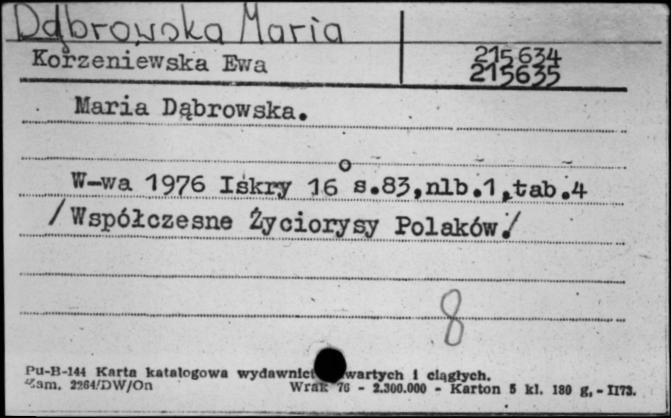 Dąbrowska Maria
Korzeniewska Ewa
215634
215635
Maria Dąbrowska.
W-wa 1976 Iskry 16° s.83,nlb.1,tab.4
/Współczesne Życiorysy Polaków./
8
Pu-B-144 Karta katalogowa wydawnict wartych i ciągłych.
Zam. 2264/DW/On Wrak 76 - 2.300.000 - Karton 5 kl. 180 g, - II73.